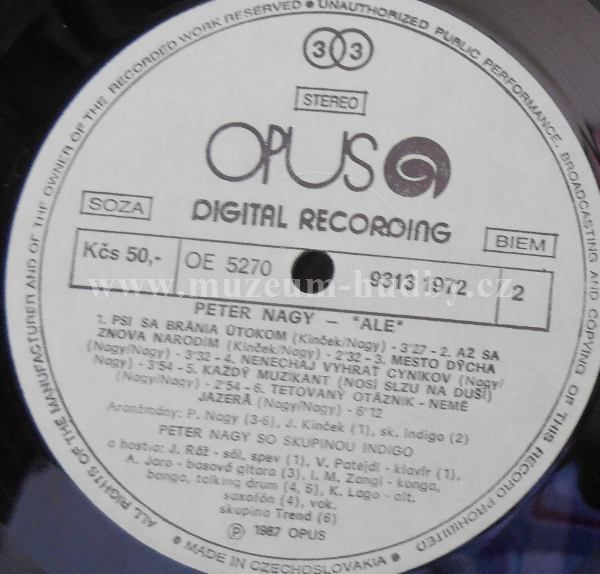 ALL RIGHTS OF THE MANUFACTURER AND OF THE OWNER OF THE RECORDED WORK RESERVED ● UNAUTHORIZED PUBLIC PERFORMANCE, BROADCASTING AND COPYING OF THIS RECORD PROHIBITED
33
STEREO
OPUS
SOZA
DIGITAL RECORDING
BIEM
Kčs 50,- OE 5270 9313 1972 2
www.muzeum-hudby.cz
PETER NAGY – "ALE"
1. PSI SA BRÁNIA ÚTOKOM (Kinček/Nagy) - 3'27 - 2. AŽ SA
ZNOVA NARODÍM (Kinček/Nagy) - 2'32 - 3. MESTO DÝCHA
(Nagy/Nagy) - 3'32 - 4. NENECHAJ VYHRAŤ CYNIKOV (Nagy/
Nagy) - 3'54 - 5. KAŽDÝ MUZIKANT (NOSÍ SLZU NA DUŠI)
(Nagy/Nagy) - 2'54 - 6. TETOVANÝ OTÁZNIK - NEMÉ
JAZERÁ (Nagy/Nagy) - 6'12
Aranžmány: P. Nagy (3-6), J. Kinček (1), sk. Indigo (2)
PETER NAGY SO SKUPINOU INDIGO
a hostia: J. Ráž - sól. spev (1), V. Patejdl - klavír (1),
A. Jaro - basová gitara (3), I. M. Zangi - konga,
bongo, talking drum (4, 6), K. Lago - alt.
saxofón (4), vok.
skupina Trend (6)
Ⓟ 1987 OPUS
● MADE IN CZECHOSLOVAKIA ●